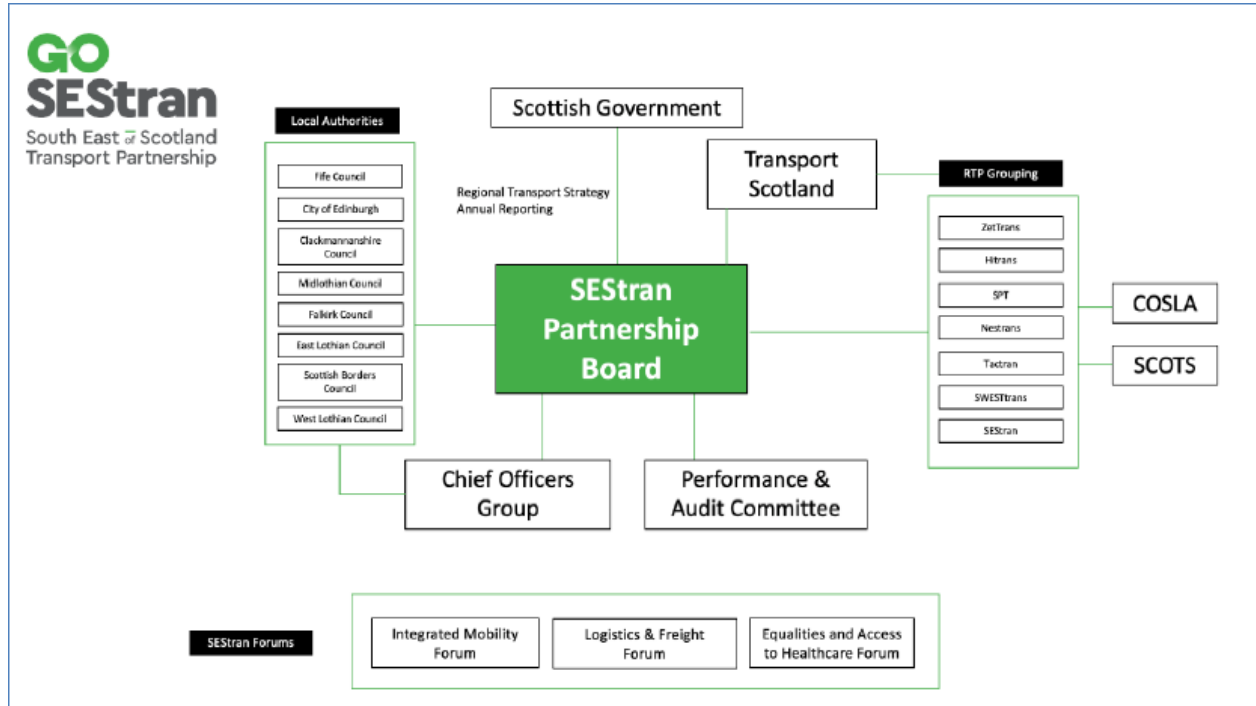 GO
SEStran
South East of Scotland
Transport Partnership
Local Authorities
Fife Council
City of Edinburgh
Clackmannanshire
Council
Midlothian Council
Falkirk Council
East Lothian Council
Scottish Borders
Council
West Lothian Council
Scottish Government
Regional Transport Strategy
Annual Reporting
Transport
Scotland
RTP Grouping
ZetTrans
Hitrans
SPT
Nestrans
Tactran
SWESTtrans
SEStran
COSLA
SCOTS
SEStran
Partnership
Board
Chief Officers
Group
Performance &
Audit Committee
SEStran Forums
Integrated Mobility
Forum
Logistics & Freight
Forum
Equalities and Access
to Healthcare Forum